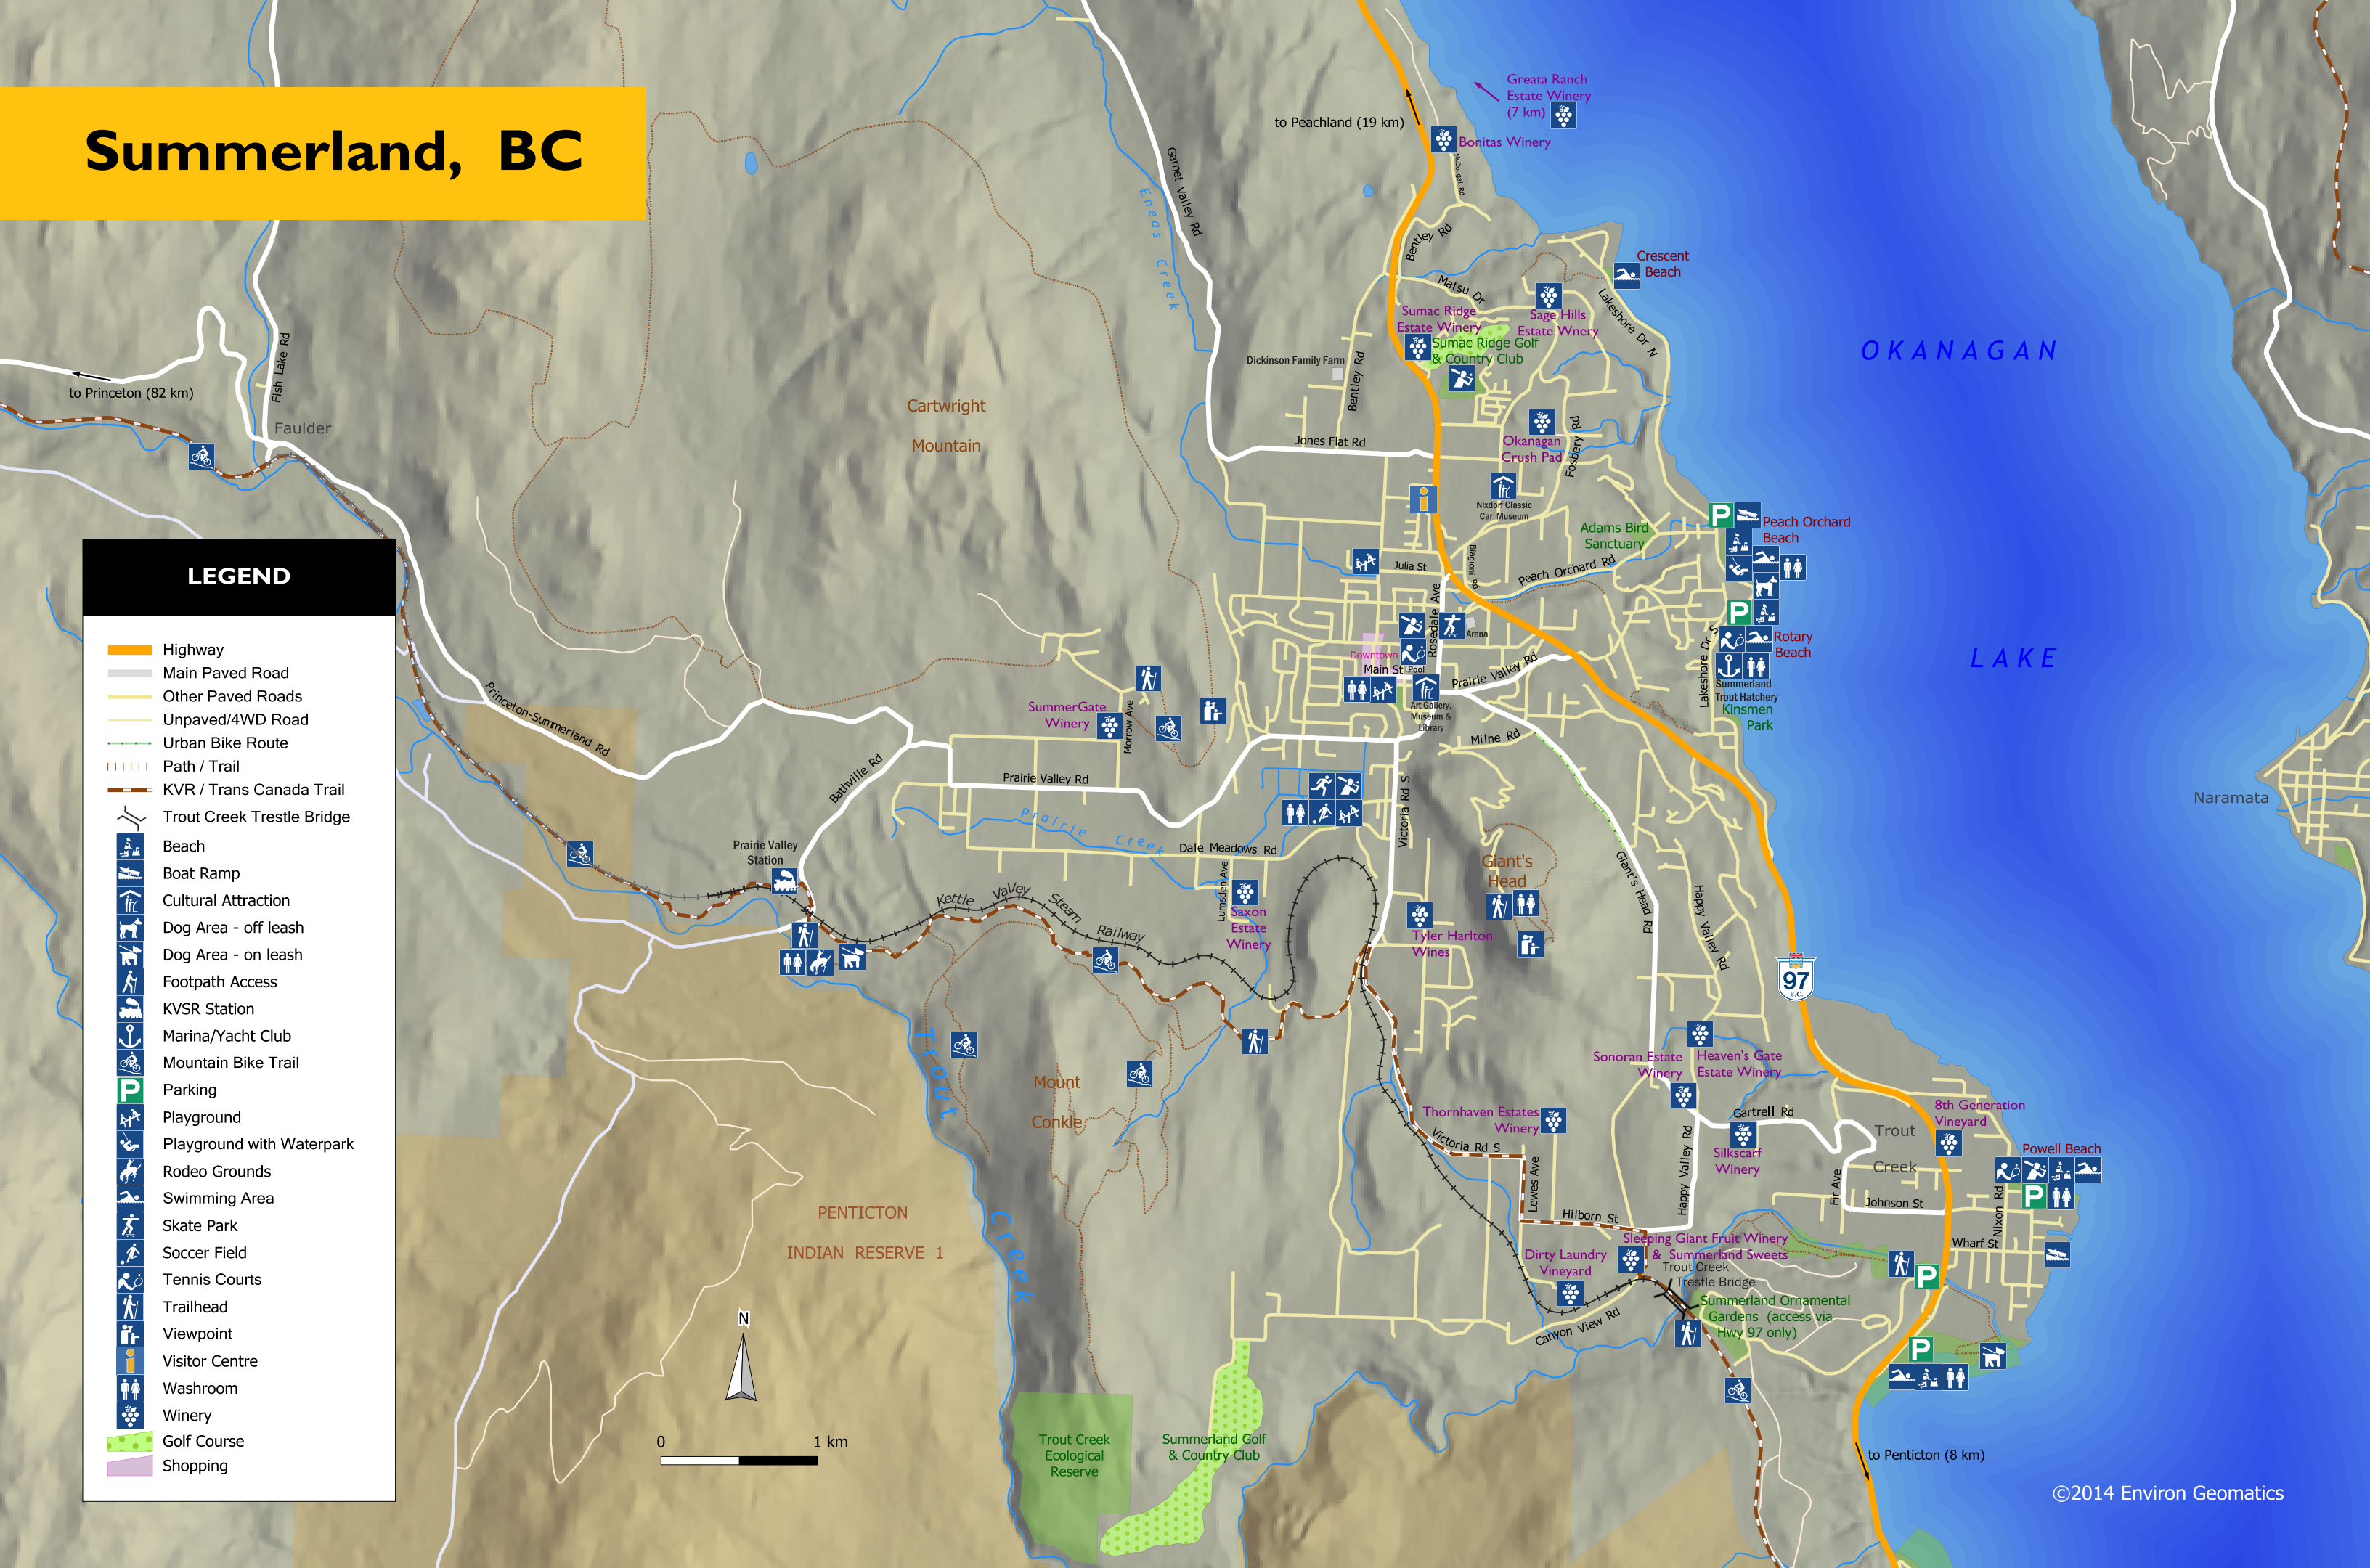 Summerland, BC
to Peachland (19 km)
Greata Ranch
Estate Winery
(7 km)
Bonitas Winery
McDougal Rd
Garnet Valley Rd
Eneas Creek
Bentley Rd
Matsu Dr
Crescent
Beach
Lakeshore Dr N
Sumac Ridge
Estate Winery
Sage Hills
Estate Wnery
Sumac Ridge Golf
& Country Club
Dickinson Family Farm
Bentley Rd
OKANAGAN
LAKE
Fish Lake Rd
to Princeton (82 km)
Faulder
Cartwright
Mountain
Jones Flat Rd
Okanagan
Crush Pad
Fosbery Rd
Nixdorf Classic
Car Museum
Adams Bird
Sanctuary
P
Peach Orchard
Beach
Julia St
Biagioni Rd
Peach Orchard Rd
Rosedale Ave
Arena
P
Rotary
Beach
Downtown
Main St
Pool
Prairie Valley Rd
Lakeshore Dr S
Summerland
Trout Hatchery
Kinsmen
Park
Art Gallery,
Museum &
Library
Milne Rd
SummerGate
Winery
Morrow Ave
Princeton-Summerland Rd
Bathville Rd
Prairie Valley Rd
Prairie Creek
Dale Meadows Rd
Victoria Rd S
Naramata
Prairie Valley
Station
Giant's
Head
Giant's Head Rd
Happy Valley Rd
Lumsden Ave
Saxon
Estate
Winery
Kettle Valley Steam Railway
Tyler Harlton
Wines
97
B.C.
Trout Creek
Mount
Conkle
Sonoran Estate
Winery
Heaven's Gate
Estate Winery
Thornhaven Estates
Winery
Gartrell Rd
8th Generation
Vineyard
Silkscarf
Winery
Trout
Creek
Powell Beach
P
Victoria Rd S
Lewes Ave
Happy Valley Rd
Fir Ave
Johnson St
Nixon Rd
Hilborn St
Wharf St
PENTICTON
INDIAN RESERVE 1
Sleeping Giant Fruit Winery
& Summerland Sweets
Dirty Laundry
Vineyard
Trout Creek
Trestle Bridge
P
Summerland Ornamental
Gardens (access via
Hwy 97 only)
Canyon View Rd
P
N
0 1 km
Trout Creek
Ecological
Reserve
Summerland Golf
& Country Club
to Penticton (8 km)
©2014 Environ Geomatics
LEGEND
Highway
Main Paved Road
Other Paved Roads
Unpaved/4WD Road
Urban Bike Route
Path / Trail
KVR / Trans Canada Trail
Trout Creek Trestle Bridge
Beach
Boat Ramp
Cultural Attraction
Dog Area - off leash
Dog Area - on leash
Footpath Access
KVSR Station
Marina/Yacht Club
Mountain Bike Trail
P Parking
Playground
Playground with Waterpark
Rodeo Grounds
Swimming Area
Skate Park
Soccer Field
Tennis Courts
Trailhead
Viewpoint
i Visitor Centre
Washroom
Winery
Golf Course
Shopping